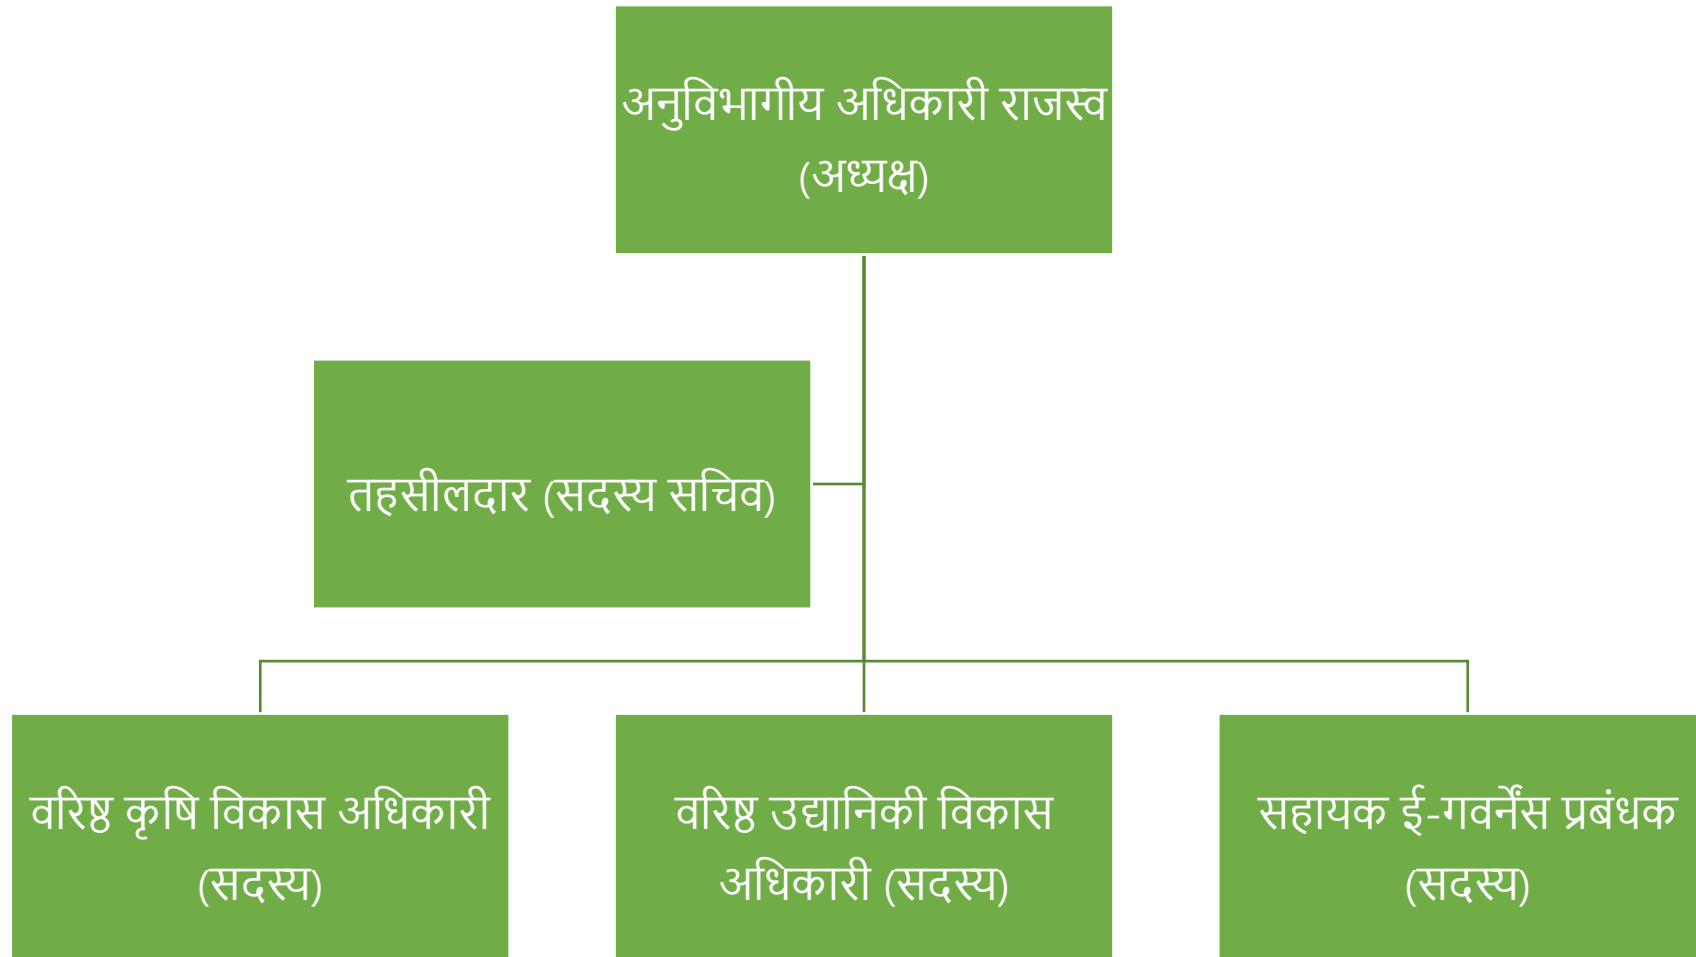 अनुविभागीय अधिकारी राजस्व
(अध्यक्ष)
तहसीलदार (सदस्य सचिव)
वरिष्ठ कृषि विकास अधिकारी
(सदस्य)
वरिष्ठ उद्यानिकी विकास
अधिकारी (सदस्य)
सहायक ई-गवर्नेंस प्रबंधक
(सदस्य)